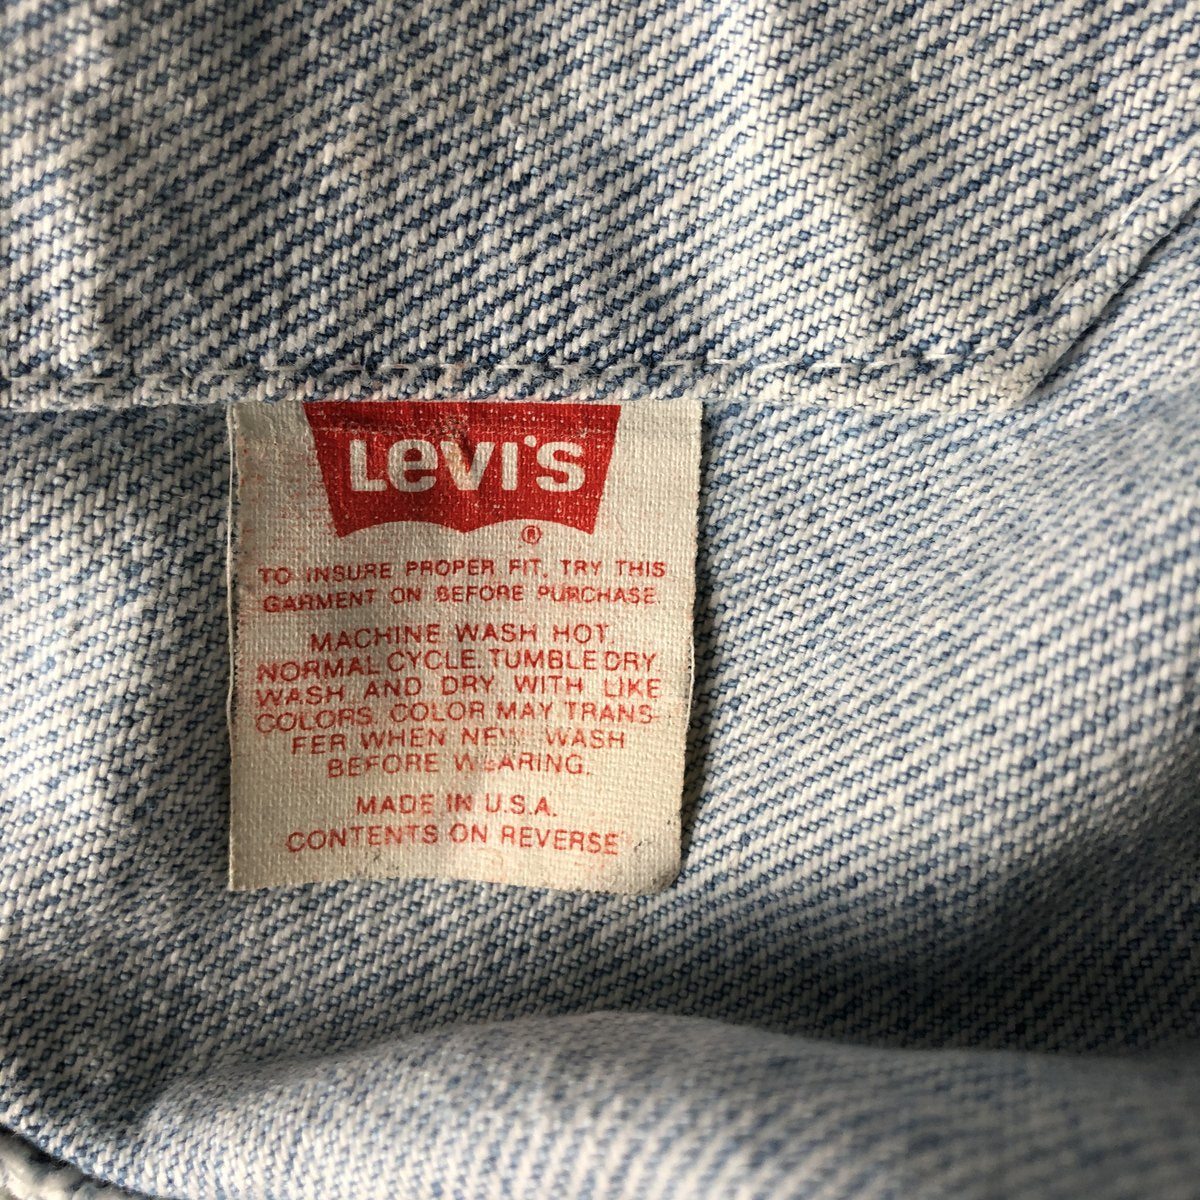 Levi's
®
TO INSURE PROPER FIT, TRY THIS
GARMENT ON BEFORE PURCHASE.
MACHINE WASH HOT,
NORMAL CYCLE. TUMBLE DRY.
WASH AND DRY WITH LIKE
COLORS. COLOR MAY TRANS-
FER WHEN NEW. WASH
BEFORE WEARING.
MADE IN U.S.A.
CONTENTS ON REVERSE